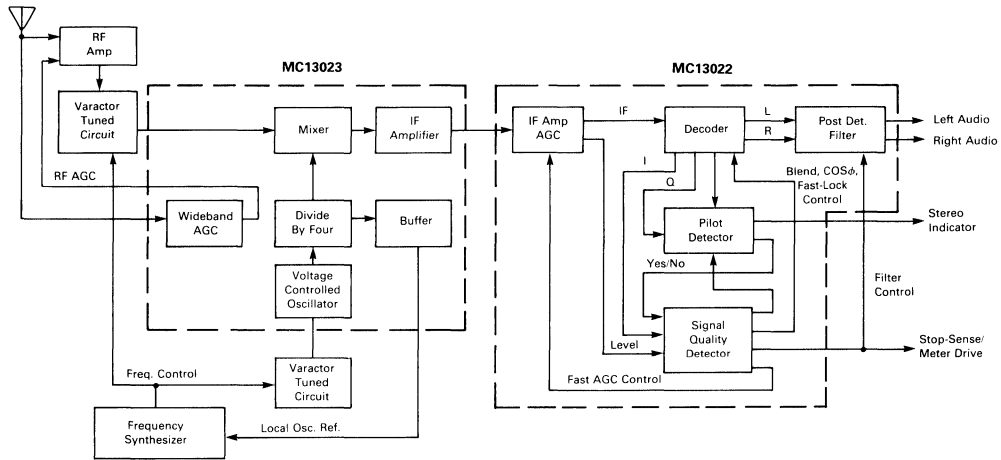 RF
Amp
MC13023
MC13022
Varactor
Tuned
Circuit
Mixer
IF
Amplifier
IF Amp
AGC
IF
Decoder
L
R
Post Det.
Filter
Left Audio
Right Audio
RF AGC
I
Q
Blend, COSϕ,
Fast-Lock
Control
Wideband
AGC
Divide
By Four
Buffer
Pilot
Detector
Stereo
Indicator
Yes/No
Voltage
Controlled
Oscillator
Filter
Control
Signal
Quality
Detector
Level
Stop-Sense/
Meter Drive
Freq. Control
Varactor
Tuned
Circuit
Fast AGC Control
Frequency
Synthesizer
Local Osc. Ref.